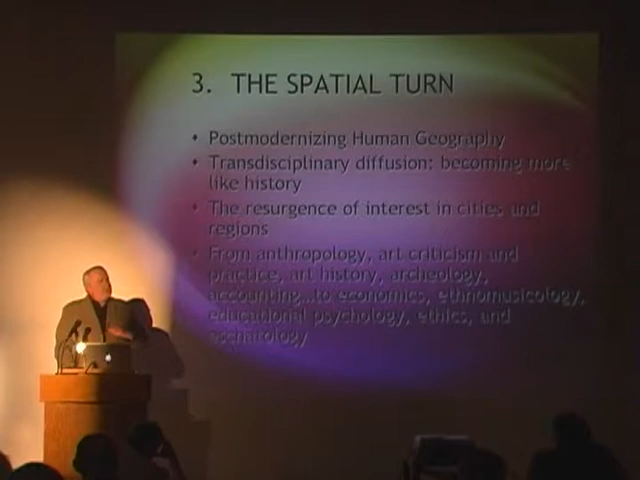 3. THE SPATIAL TURN
• Postmodernizing Human Geography
• Transdisciplinary diffusion: becoming more
like history
• The resurgence of interest in cities and
regions
• From anthropology, art criticism and
practice, art history, archeology,
accounting...to economics, ethnomusicology,
educational psychology, ethics, and
eschatology